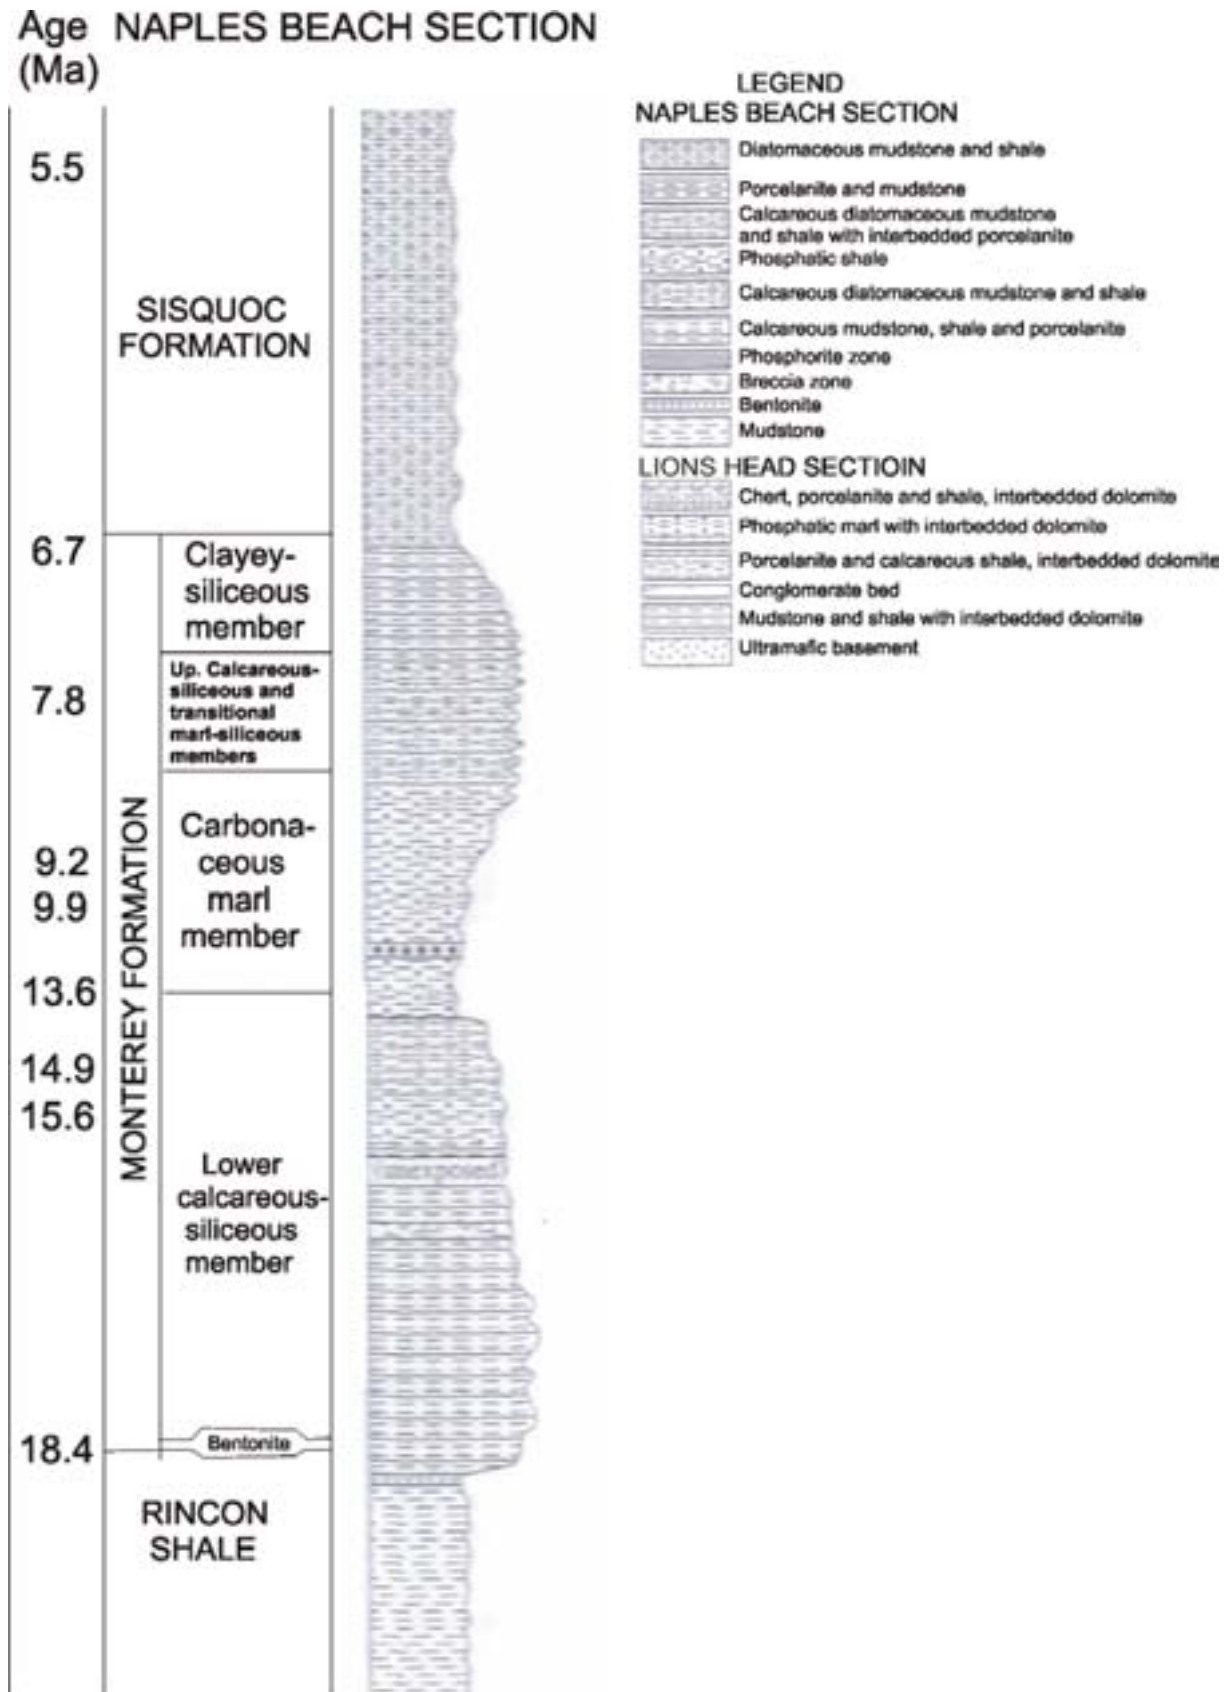 Age
(Ma)
NAPLES BEACH SECTION
5.5
6.7
7.8
9.2
9.9
13.6
14.9
15.6
18.4
SISQUOC
FORMATION
MONTEREY FORMATION
Clayey-
siliceous
member
Up. Calcareous-
siliceous and
transitional
marl-siliceous
members
Carbona-
ceous
marl
member
Lower
calcareous-
siliceous
member
Bentonite
RINCON
SHALE
unexposed
LEGEND
NAPLES BEACH SECTION
Diatomaceous mudstone and shale
Porcelanite and mudstone
Calcareous diatomaceous mudstone
and shale with interbedded porcelanite
Phosphatic shale
Calcareous diatomaceous mudstone and shale
Calcareous mudstone, shale and porcelanite
Phosphorite zone
Breccia zone
Bentonite
Mudstone
LIONS HEAD SECTIOIN
Chert, porcelanite and shale, interbedded dolomite
Phosphatic marl with interbedded dolomite
Porcelanite and calcareous shale, interbedded dolomite
Conglomerate bed
Mudstone and shale with interbedded dolomite
Ultramafic basement